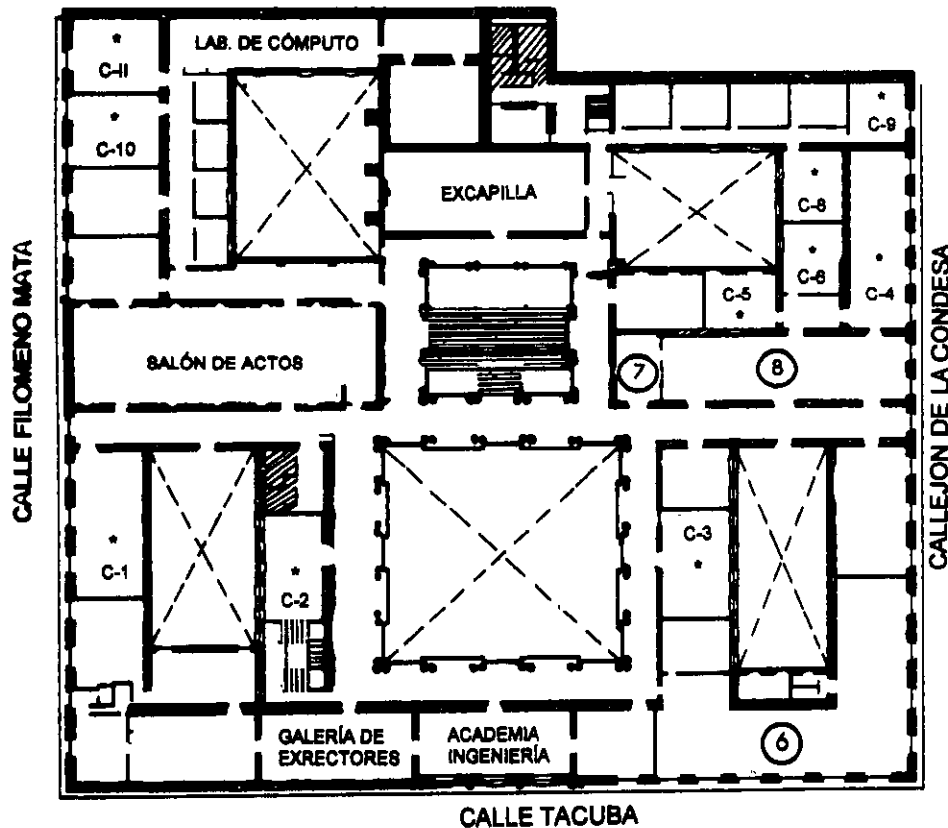 LAB. DE CÓMPUTO
* C-11
* C-10
* C-9
EXCAPILLA
* C-8
* C-6
C-5 *
* C-4
SALÓN DE ACTOS
7
8
CALLE FILOMENO MATA
CALLEJON DE LA CONDESA
* C-1
* C-2
C-3 *
GALERÍA DE
EXRECTORES
ACADEMIA
INGENIERÍA
6
CALLE TACUBA